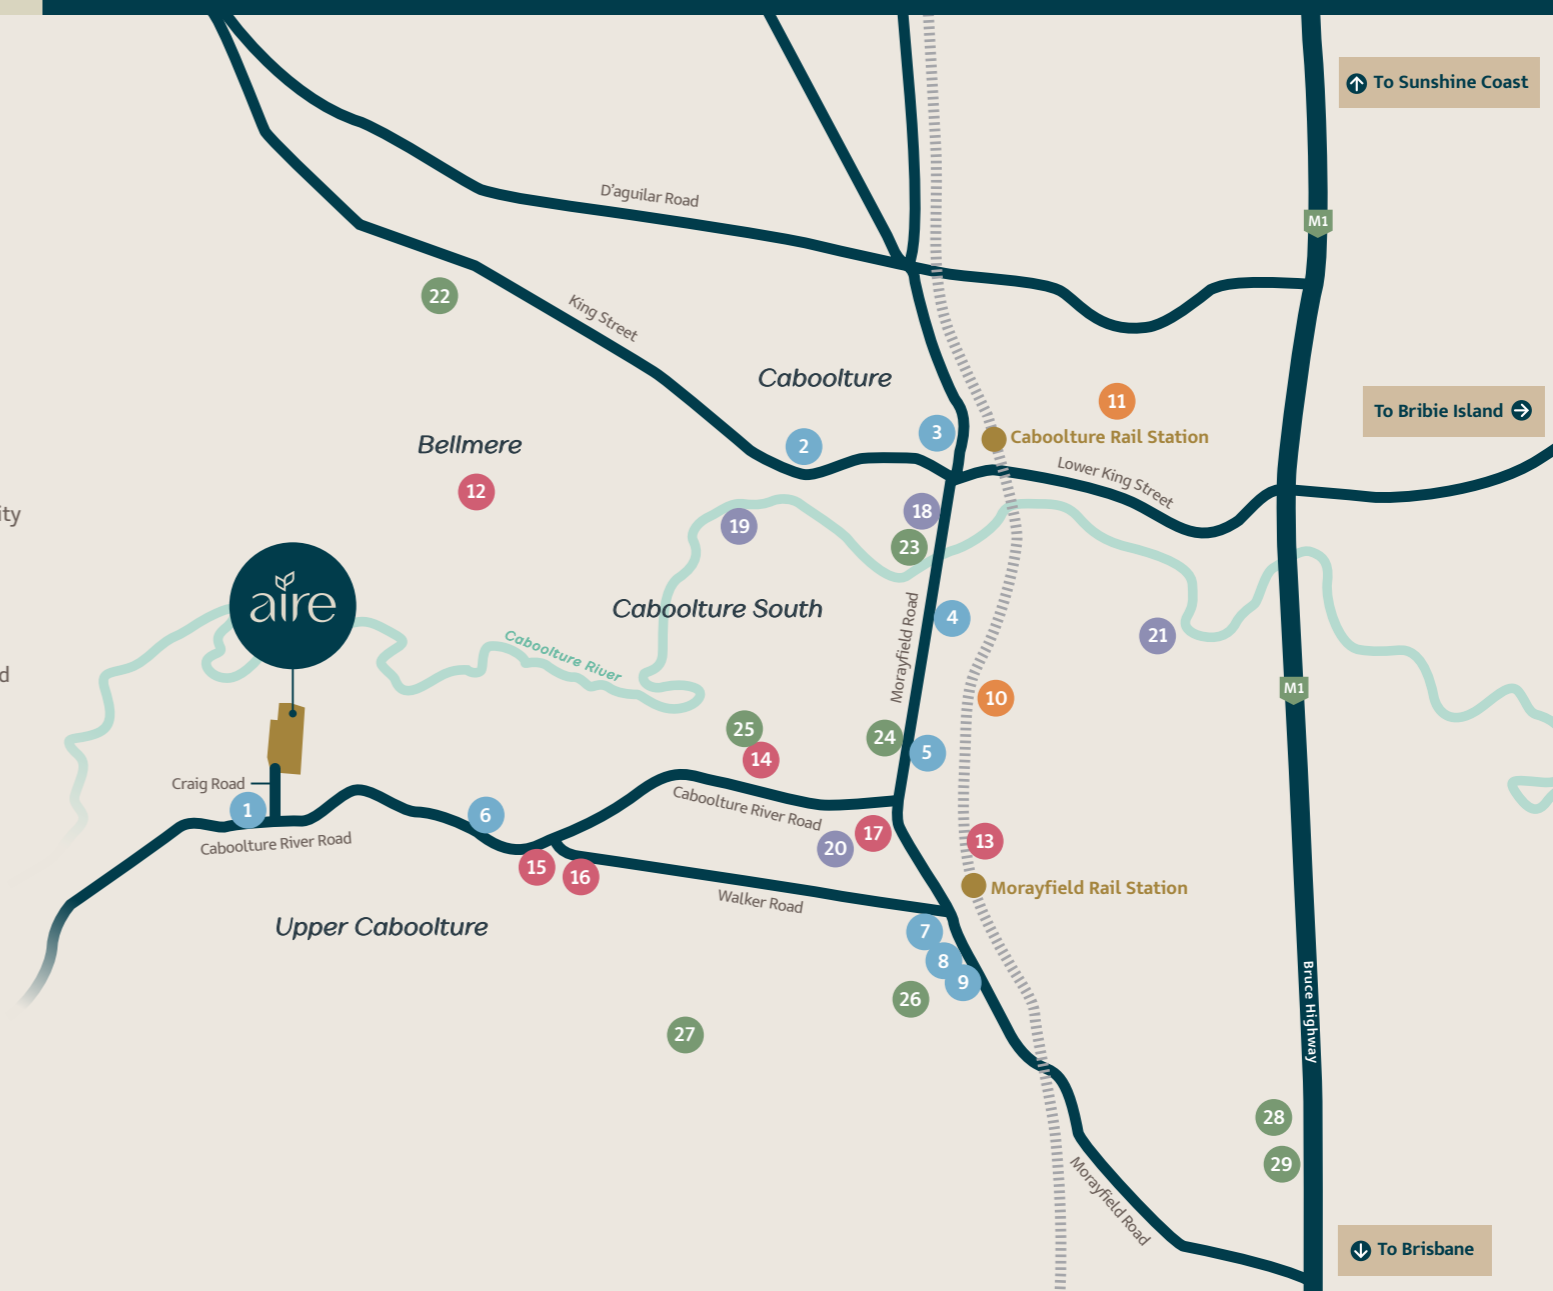 To Sunshine Coast
D'aguilar Road
M1
22
King Street
Caboolture
11
To Bribie Island
3
Caboolture Rail Station
Bellmere
2
Lower King Street
12
ity
19
18
23
aire
Caboolture South
Morayfield Road
4
21
Caboolture River
d
M1
10
25
24
14
5
Craig Road
1
6
Caboolture River Road
Caboolture River Road
17
20
13
15
16
Morayfield Rail Station
Walker Road
Upper Caboolture
7
8
9
26
Bruce Highway
27
28
29
Morayfield Road
To Brisbane